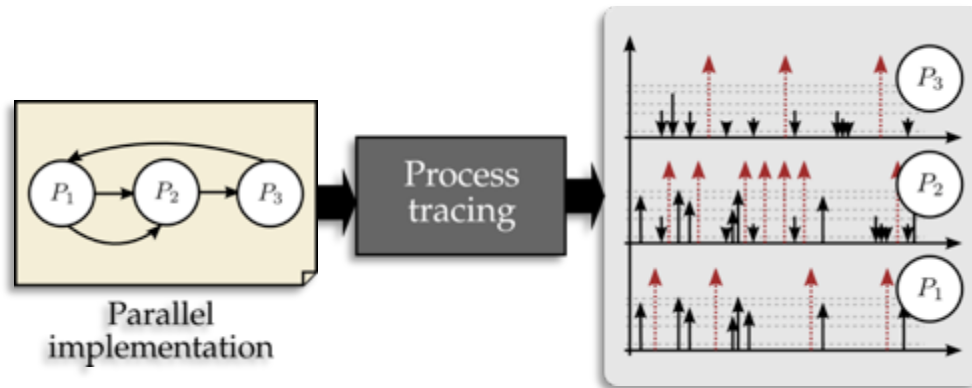 P₁
P₂
P₃
Parallel
implementation
Process
tracing
P₃
P₂
P₁